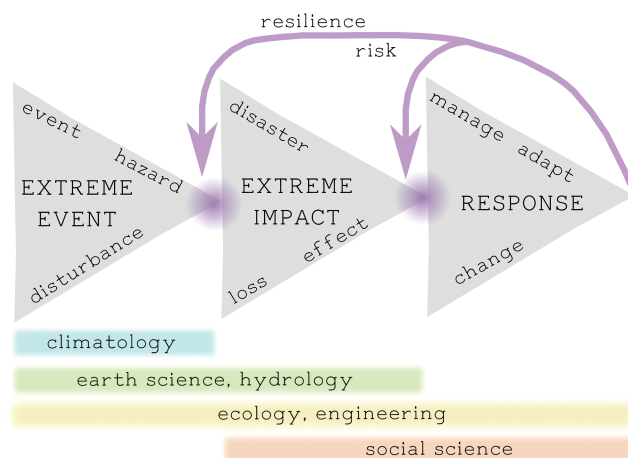 resilience
risk
event
hazard
EXTREME
EVENT
disturbance
disaster
EXTREME
IMPACT
effect
loss
manage
adapt
RESPONSE
change
climatology
earth science, hydrology
ecology, engineering
social science